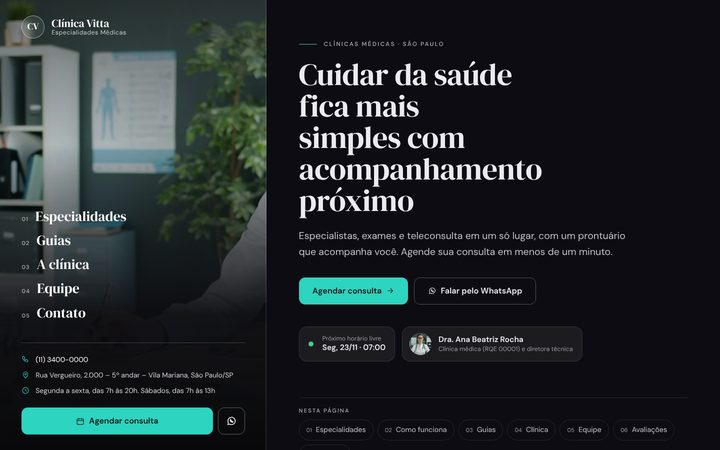 CV
Clínica Vitta
Especialidades Médicas
01 Especialidades
02 Guias
03 A clínica
04 Equipe
05 Contato
(11) 3400-0000
Rua Vergueiro, 2.000 – 5º andar – Vila Mariana, São Paulo/SP
Segunda a sexta, das 7h às 20h. Sábados, das 7h às 13h
Agendar consulta
CLÍNICAS MÉDICAS · SÃO PAULO
Cuidar da saúde
fica mais
simples com
acompanhamento
próximo
Especialistas, exames e teleconsulta em um só lugar, com um prontuário
que acompanha você. Agende sua consulta em menos de um minuto.
Agendar consulta →
Falar pelo WhatsApp
Próximo horário livre
Seg, 23/11 · 07:00
Dra. Ana Beatriz Rocha
Clínica médica (RQE 00001) e diretora técnica
NESTA PÁGINA
01 Especialidades
02 Como funciona
03 Guias
04 Clínica
05 Equipe
06 Avaliações